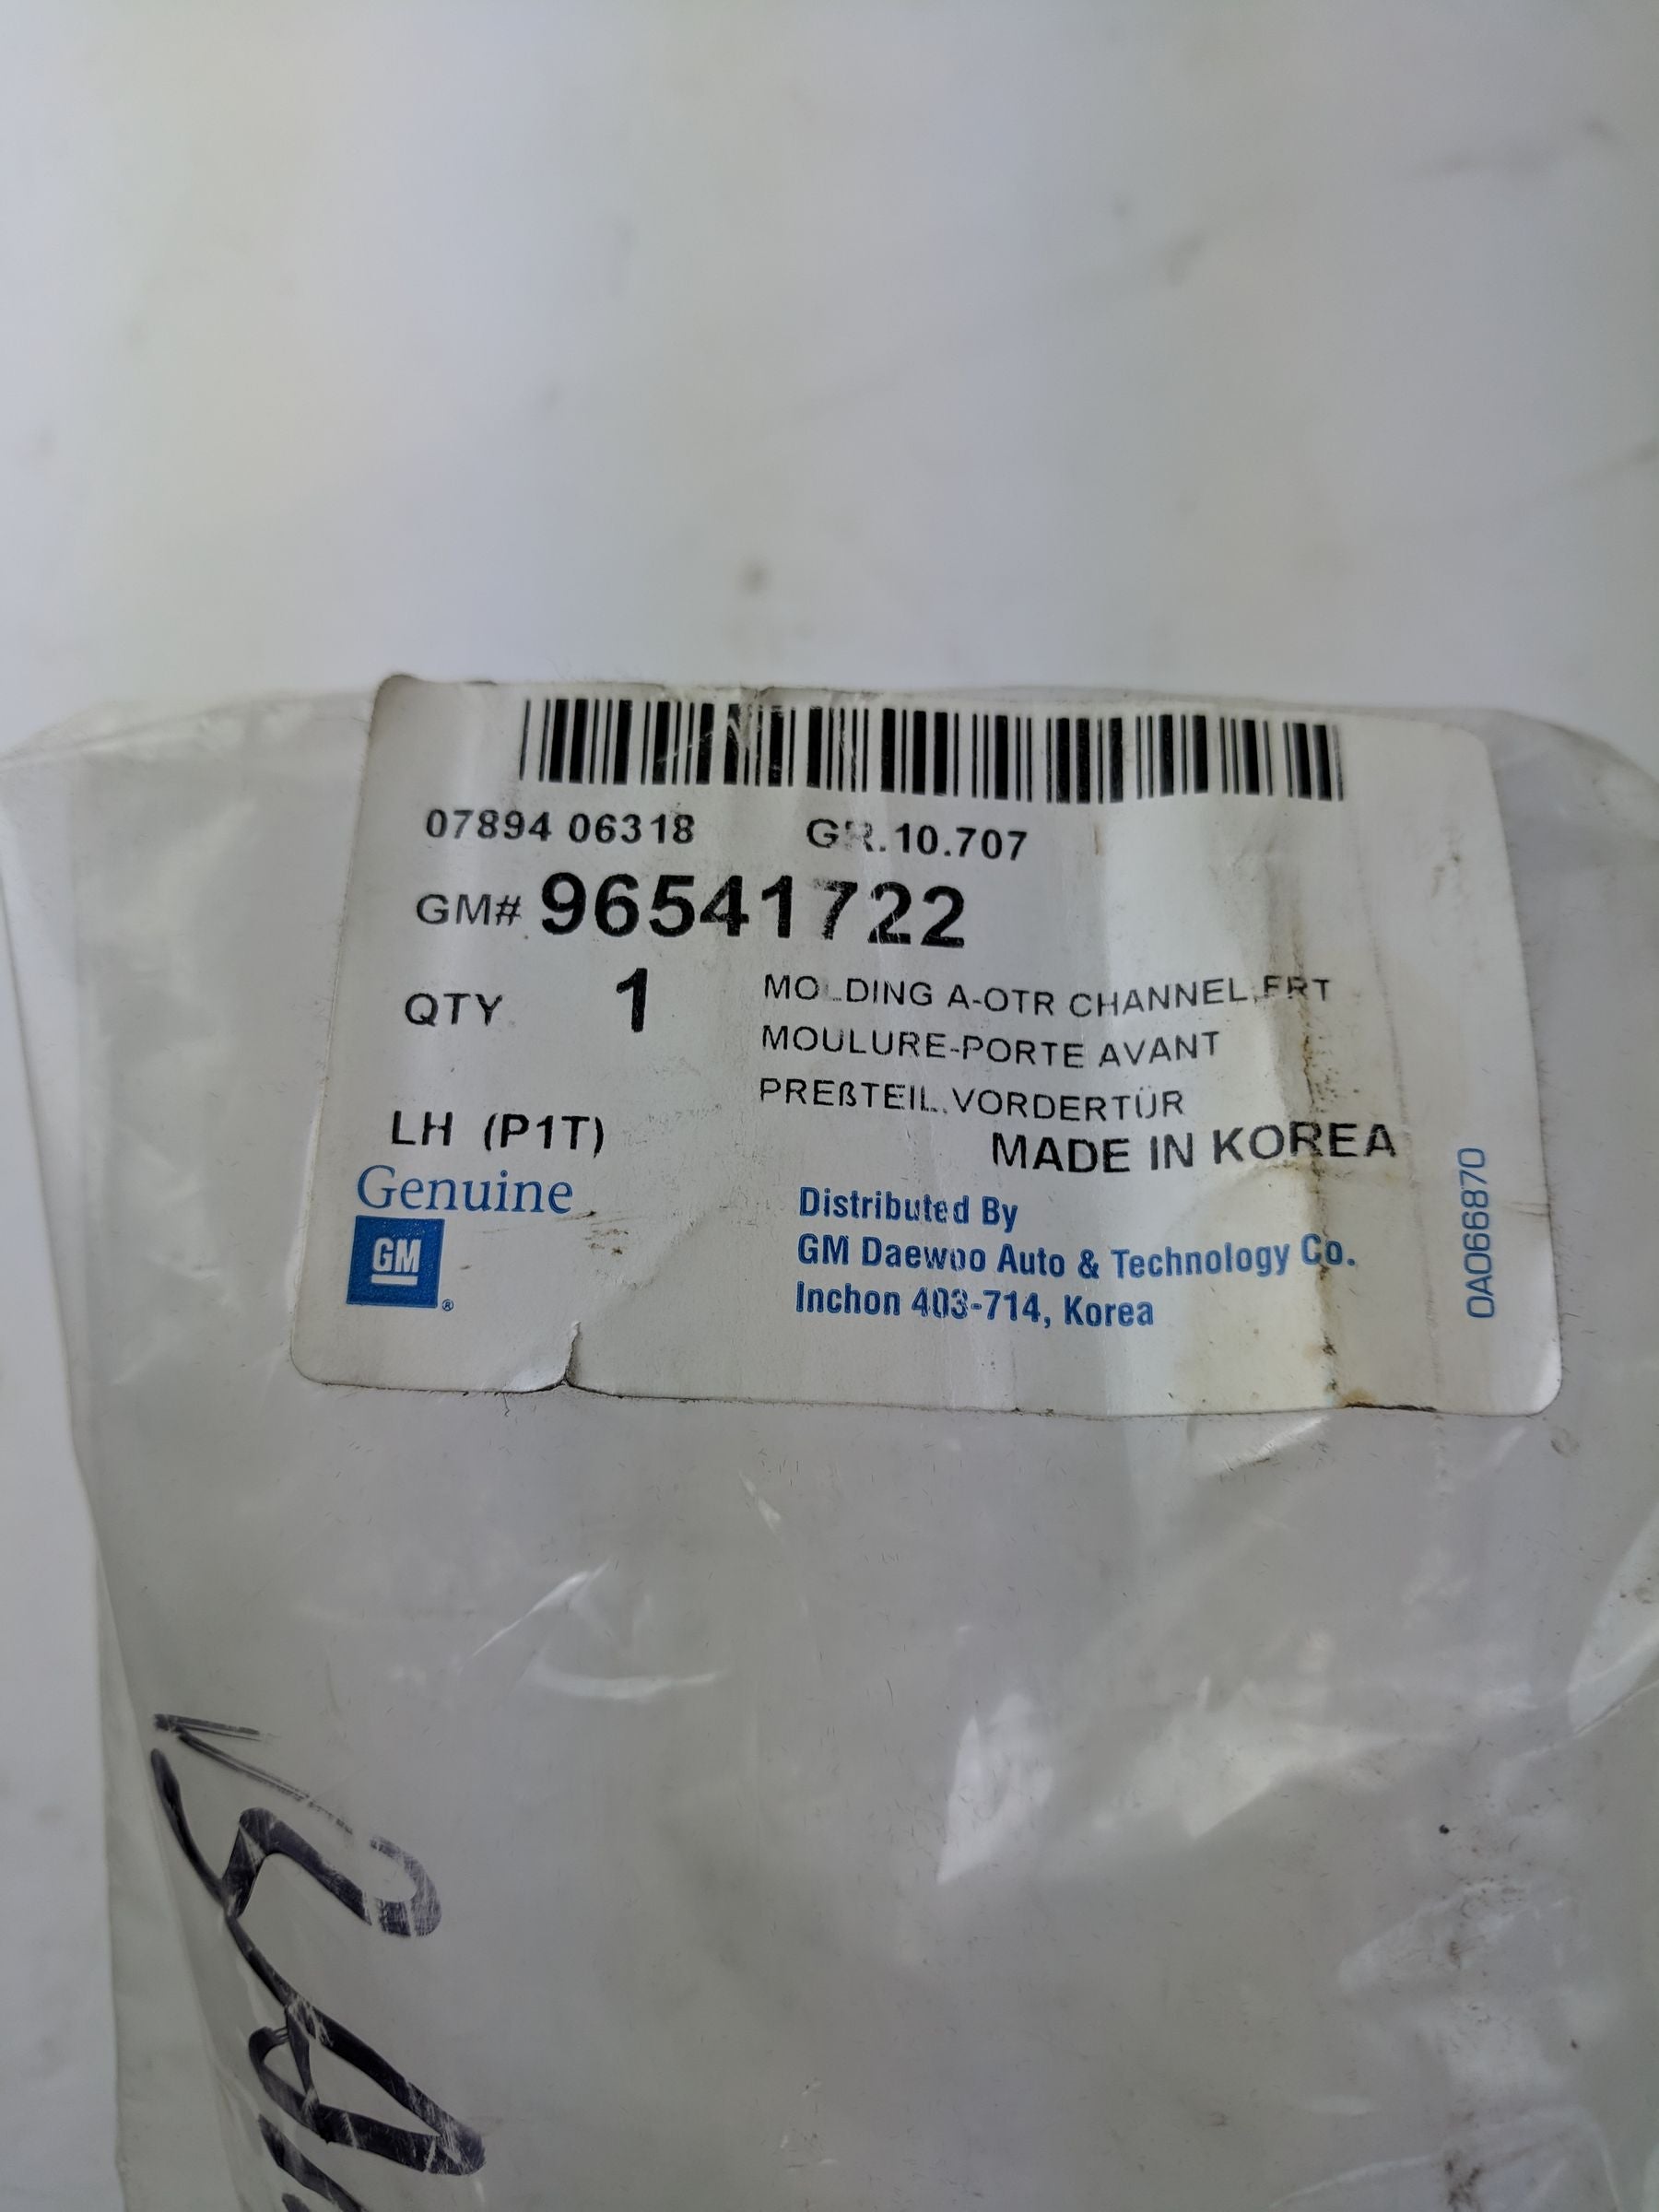 07894 06318 GR.10.707
GM# 96541722
QTY 1 MOLDING A-OTR CHANNEL,FRT
MOULURE-PORTE AVANT
PREßTEIL,VORDERTÜR
LH (P1T)
MADE IN KOREA
Genuine
GM
Distributed By
GM Daewoo Auto & Technology Co.
Inchon 403-714, Korea
0A066870